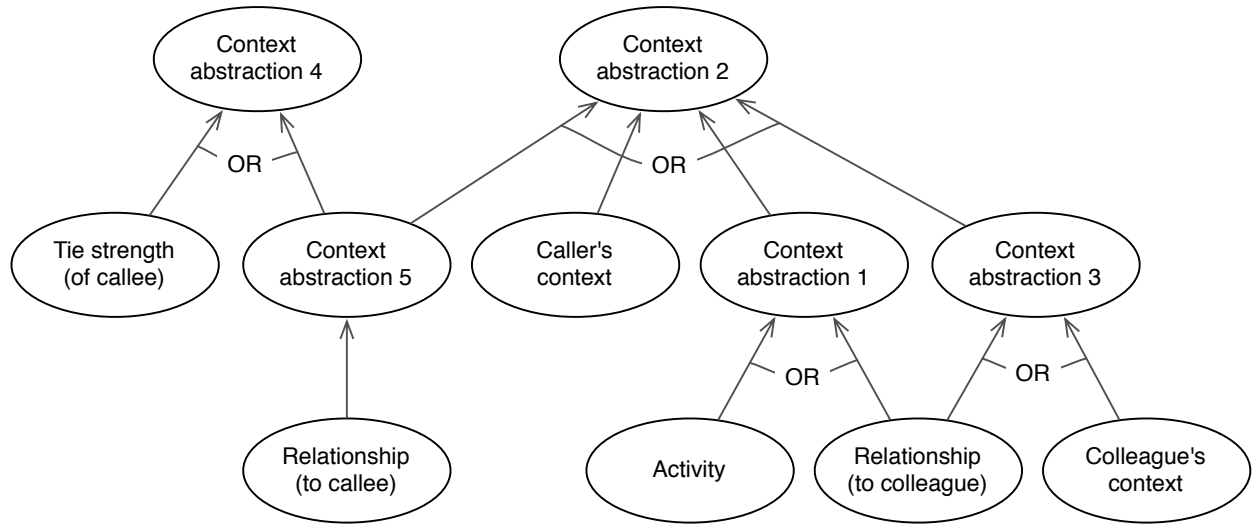 Context
abstraction 4
Context
abstraction 2
OR
OR
Tie strength
(of callee)
Context
abstraction 5
Caller's
context
Context
abstraction 1
Context
abstraction 3
OR
OR
Relationship
(to callee)
Activity
Relationship
(to colleague)
Colleague's
context